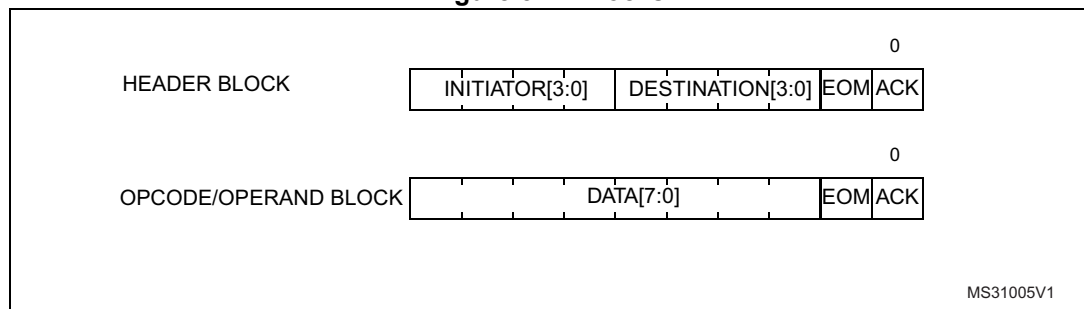 0
HEADER BLOCK INITIATOR[3:0] DESTINATION[3:0] EOM ACK
0
OPCODE/OPERAND BLOCK DATA[7:0] EOM ACK
MS31005V1